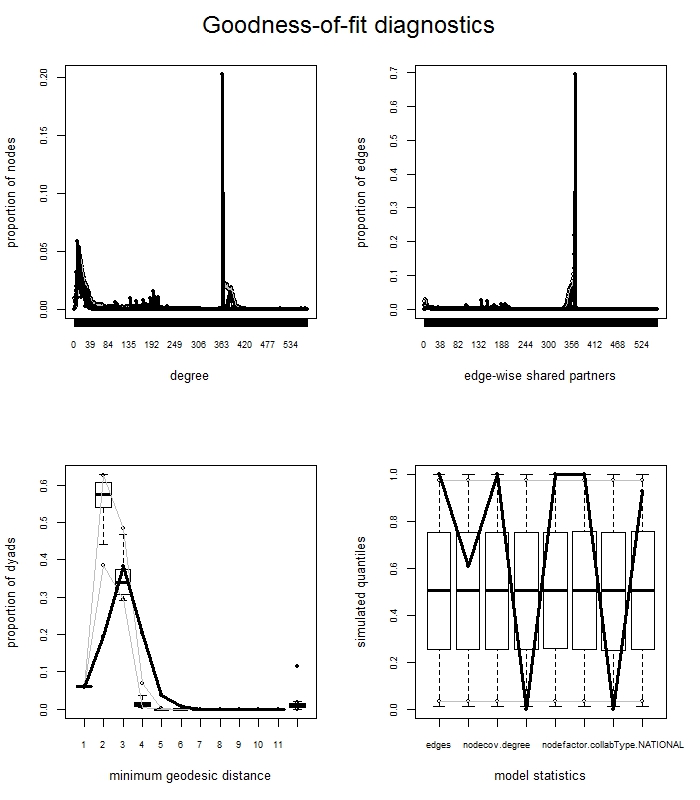 Goodness-of-fit diagnostics
proportion of nodes
0.00 0.05 0.10 0.15 0.20
0 39 84 135 192 249 306 363 420 477 534
degree
proportion of edges
0.0 0.1 0.2 0.3 0.4 0.5 0.6 0.7
0 38 82 132 188 244 300 356 412 468 524
edge-wise shared partners
proportion of dyads
0.0 0.1 0.2 0.3 0.4 0.5 0.6
1 2 3 4 5 6 7 8 9 10 11
minimum geodesic distance
simulated quantiles
0.0 0.2 0.4 0.6 0.8 1.0
edges nodecov.degree nodefactor.collabType.NATIONAL
model statistics